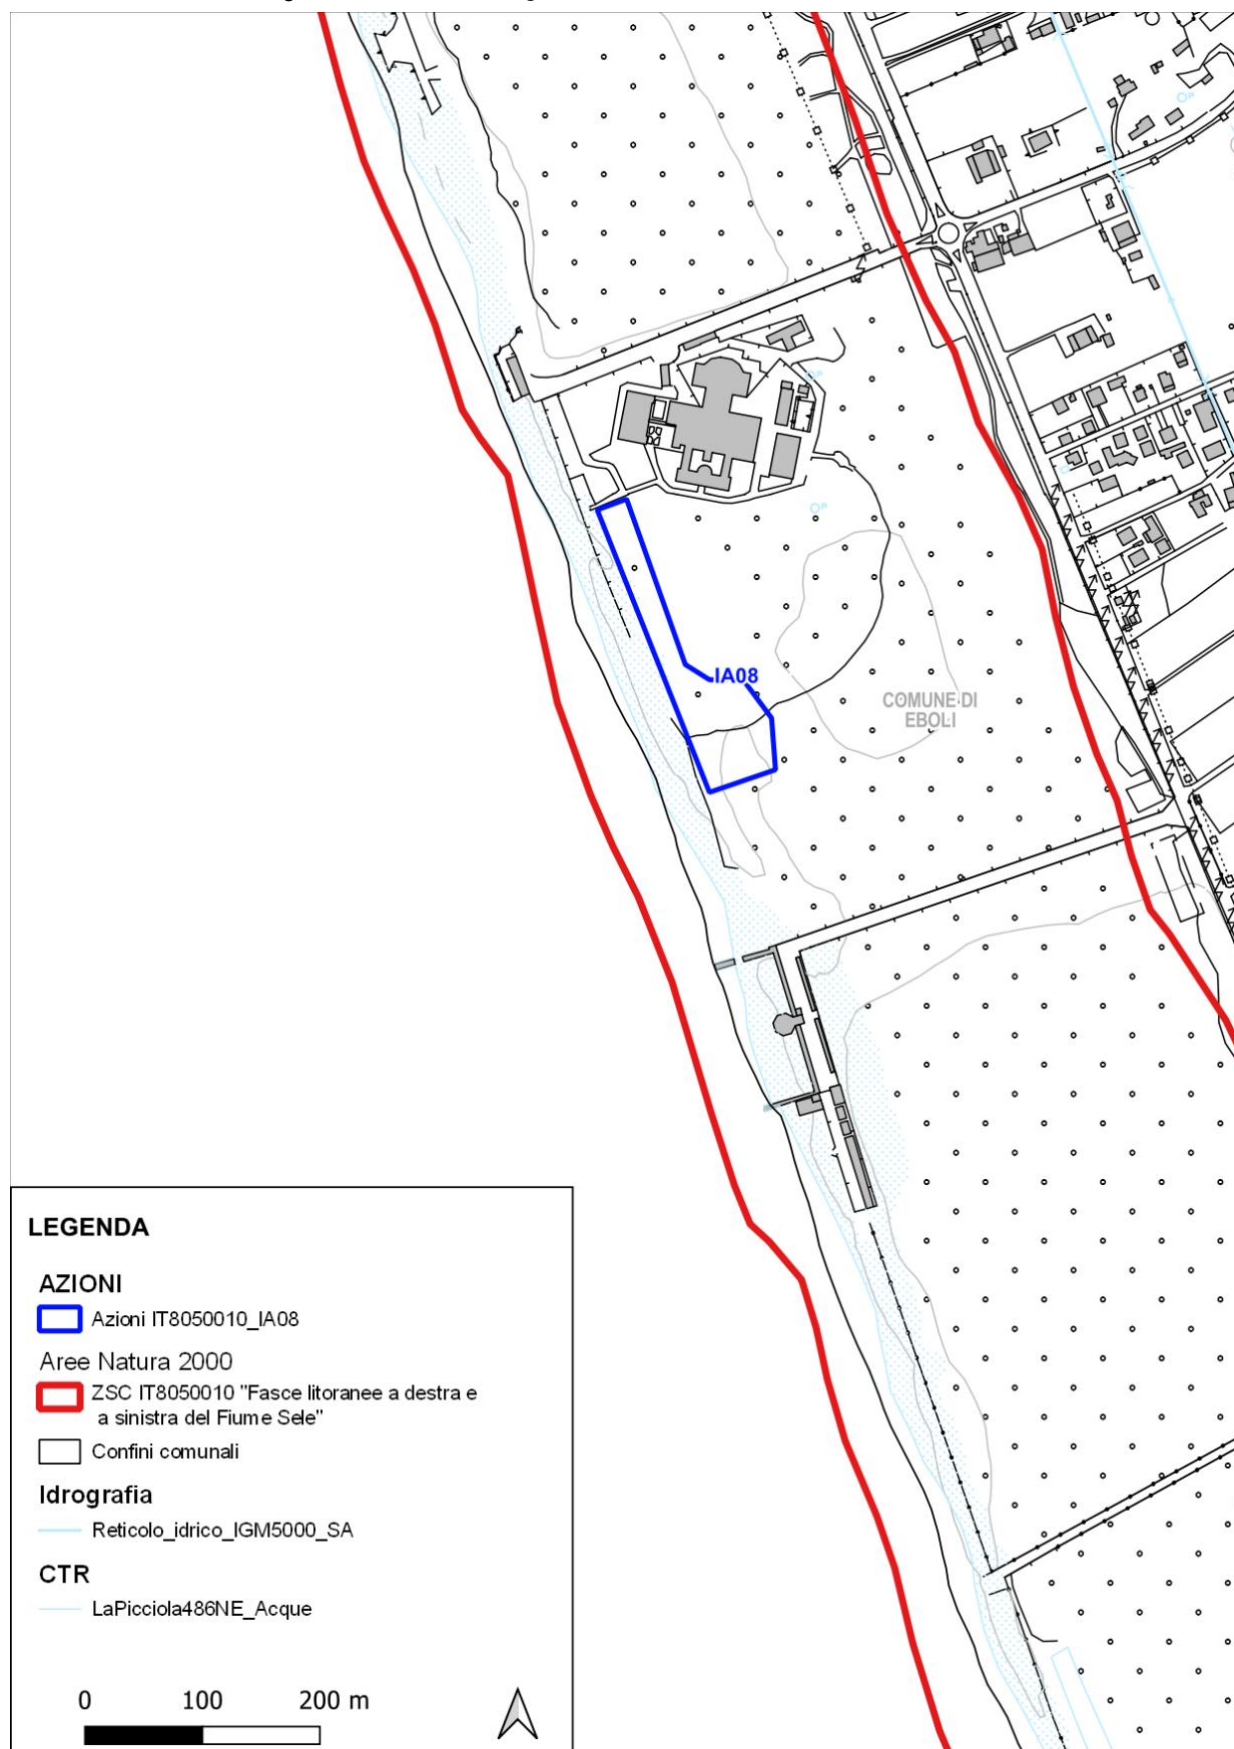 IA08
COMUNE DI
EBOLI
LEGENDA
AZIONI
Azioni IT8050010_IA08
Aree Natura 2000
ZSC IT8050010 "Fasce litoranee a destra e
a sinistra del Fiume Sele"
Confini comunali
Idrografia
Reticolo_idrico_IGM5000_SA
CTR
LaPicciola486NE_Acque
0 100 200 m